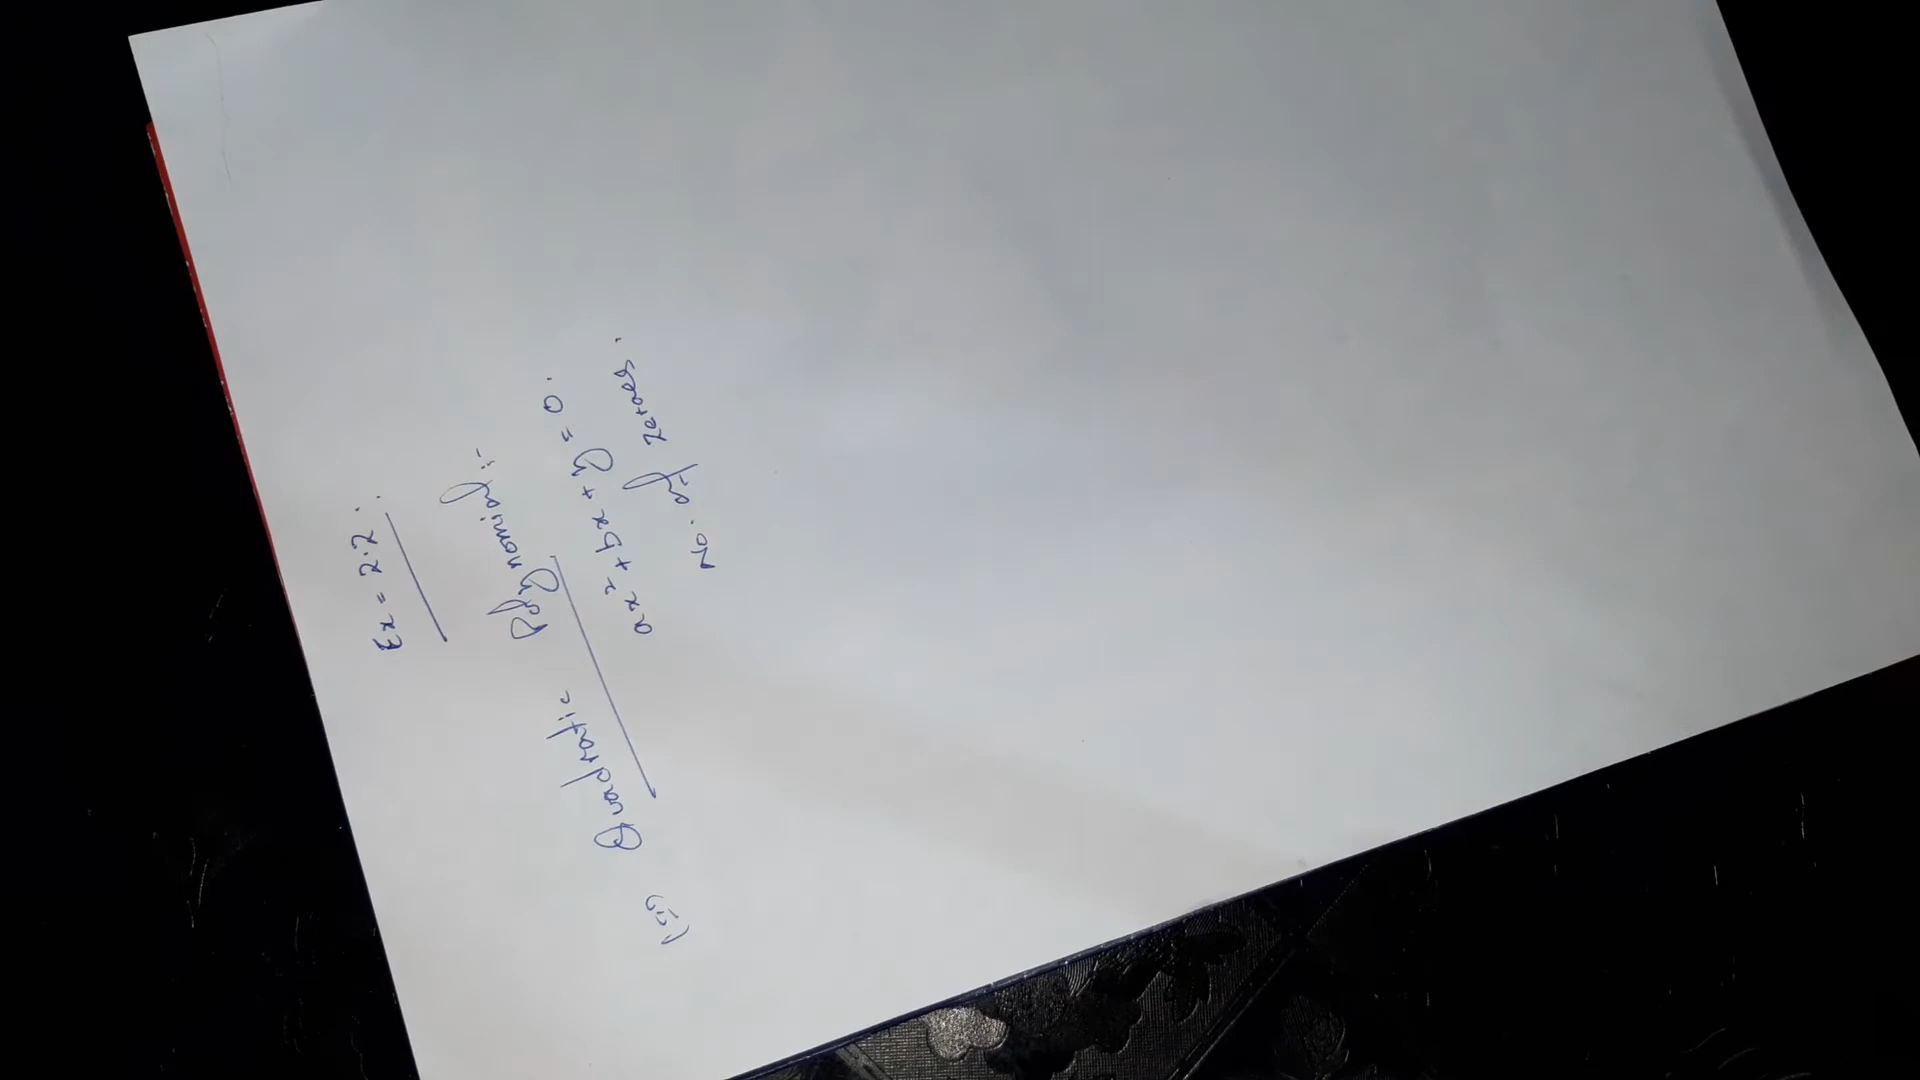 Ex = 2.2.
(ii) Quadratic Polynomial :-
ax² + bx + y = 0.
No. of zeroes.